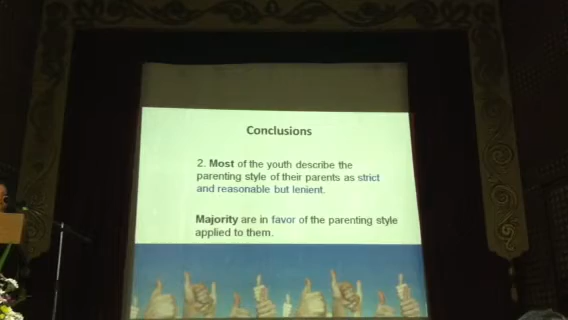 Conclusions
2. Most of the youth describe the
parenting style of their parents as strict
and reasonable but lenient.
Majority are in favor of the parenting style
applied to them.